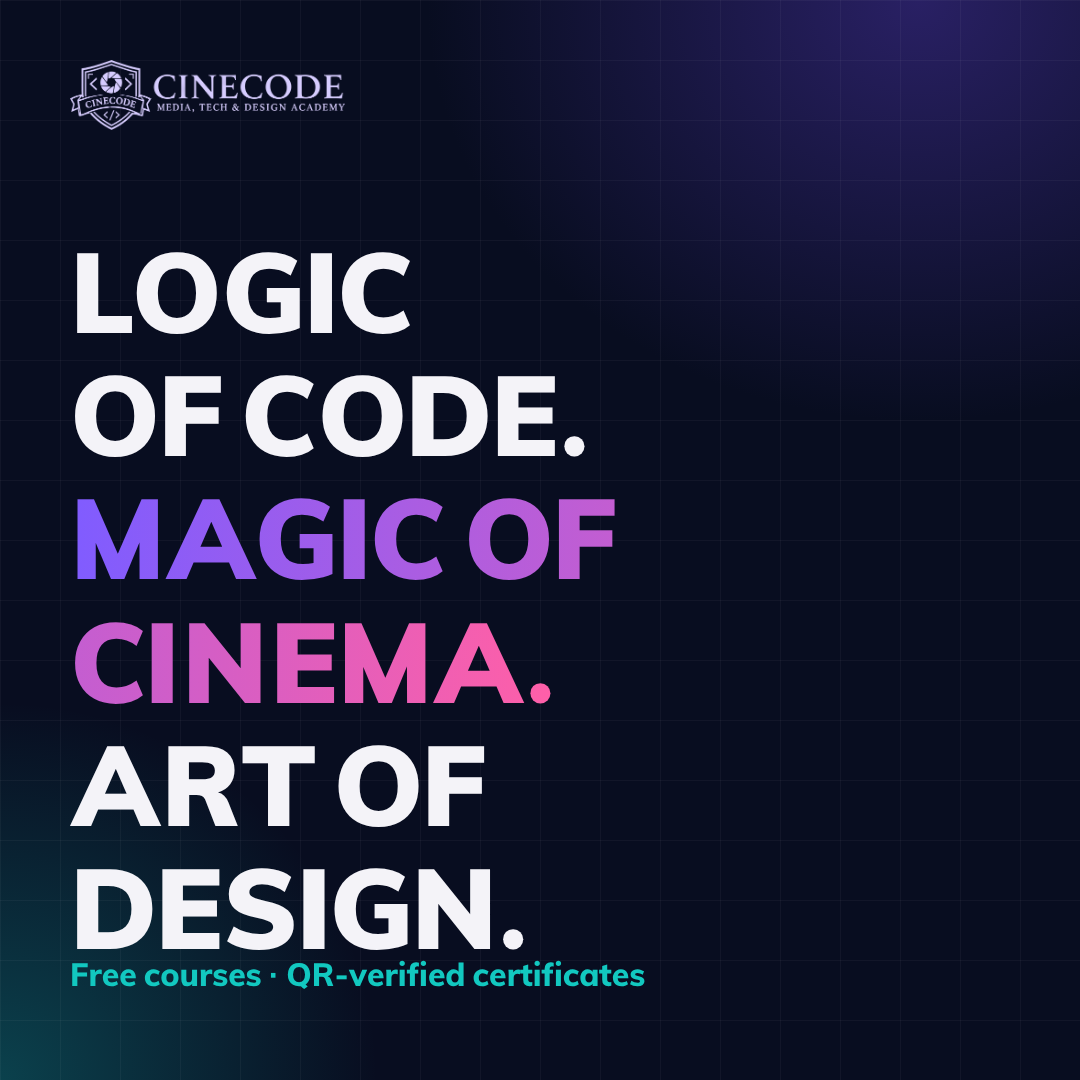 CINECODE
CINECODE
MEDIA, TECH & DESIGN ACADEMY
LOGIC
OF CODE.
MAGIC OF
CINEMA.
ART OF
DESIGN.
Free courses · QR-verified certificates